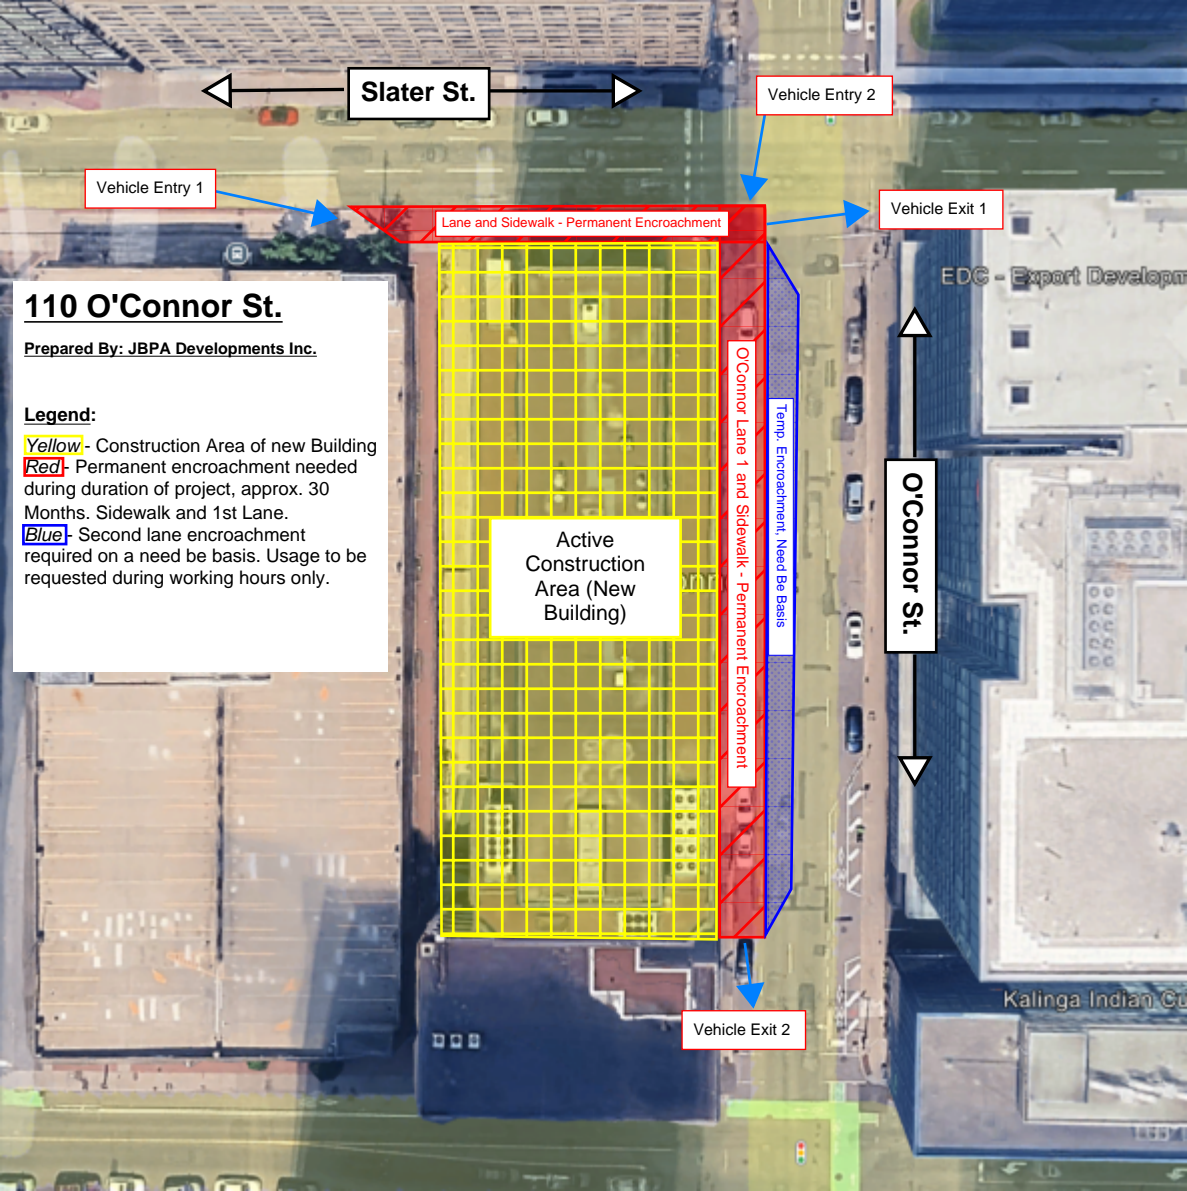 Slater St.
Vehicle Entry 2
Vehicle Entry 1
Vehicle Exit 1
Lane and Sidewalk - Permanent Encroachment
EDC - Export Developm
110 O'Connor St.
Prepared By: JBPA Developments Inc.
Legend:
Yellow - Construction Area of new Building
Red - Permanent encroachment needed
during duration of project, approx. 30
Months. Sidewalk and 1st Lane.
Blue - Second lane encroachment
required on a need be basis. Usage to be
requested during working hours only.
O'Connor Lane 1 and Sidewalk - Permanent Encroachment
Temp. Encroachment, Need Be Basis
O'Connor St.
Active
Construction
Area (New
Building)
Kalinga Indian Cu
Vehicle Exit 2